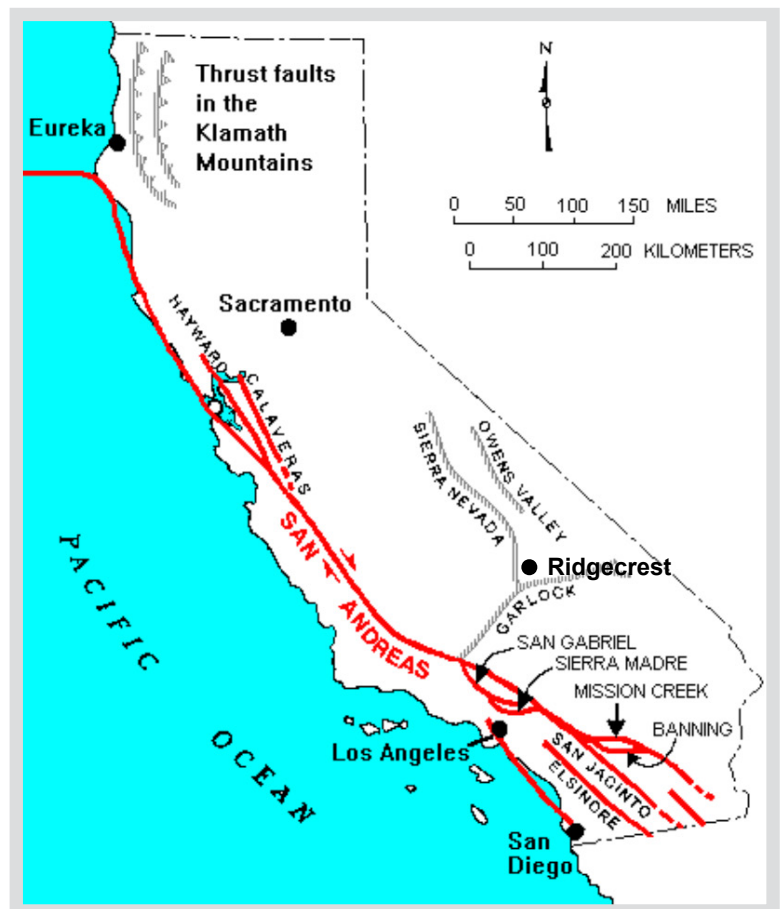 N
Thrust faults
in the
Klamath
Mountains
Eureka
0 50 100 150 MILES
0 100 200 KILOMETERS
Sacramento
HAYWARD
CALAVERAS
OWENS VALLEY
SIERRA NEVADA
SAN
ANDREAS
Ridgecrest
GARLOCK
PACIFIC
OCEAN
SAN GABRIEL
SIERRA MADRE
MISSION CREEK
BANNING
Los Angeles
SAN JACINTO
ELSINORE
San
Diego